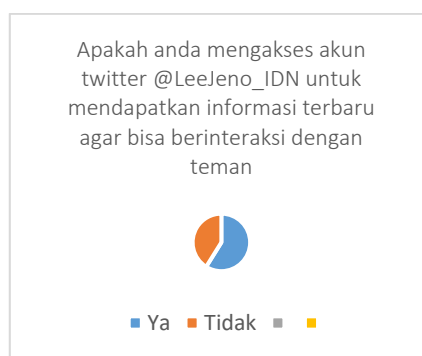 Apakah anda mengakses akun
twitter @LeeJeno_IDN untuk
mendapatkan informasi terbaru
agar bisa berinteraksi dengan
teman
Ya Tidak